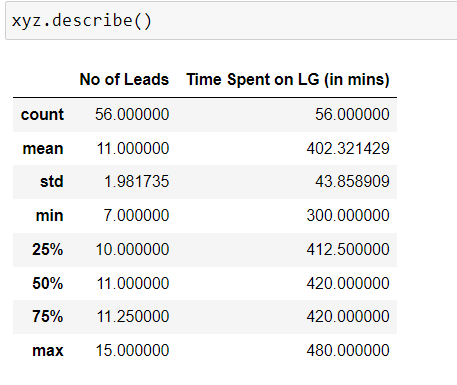 xyz.describe()
No of Leads Time Spent on LG (in mins)
count 56.000000 56.000000
mean 11.000000 402.321429
std 1.981735 43.858909
min 7.000000 300.000000
25% 10.000000 412.500000
50% 11.000000 420.000000
75% 11.250000 420.000000
max 15.000000 480.000000